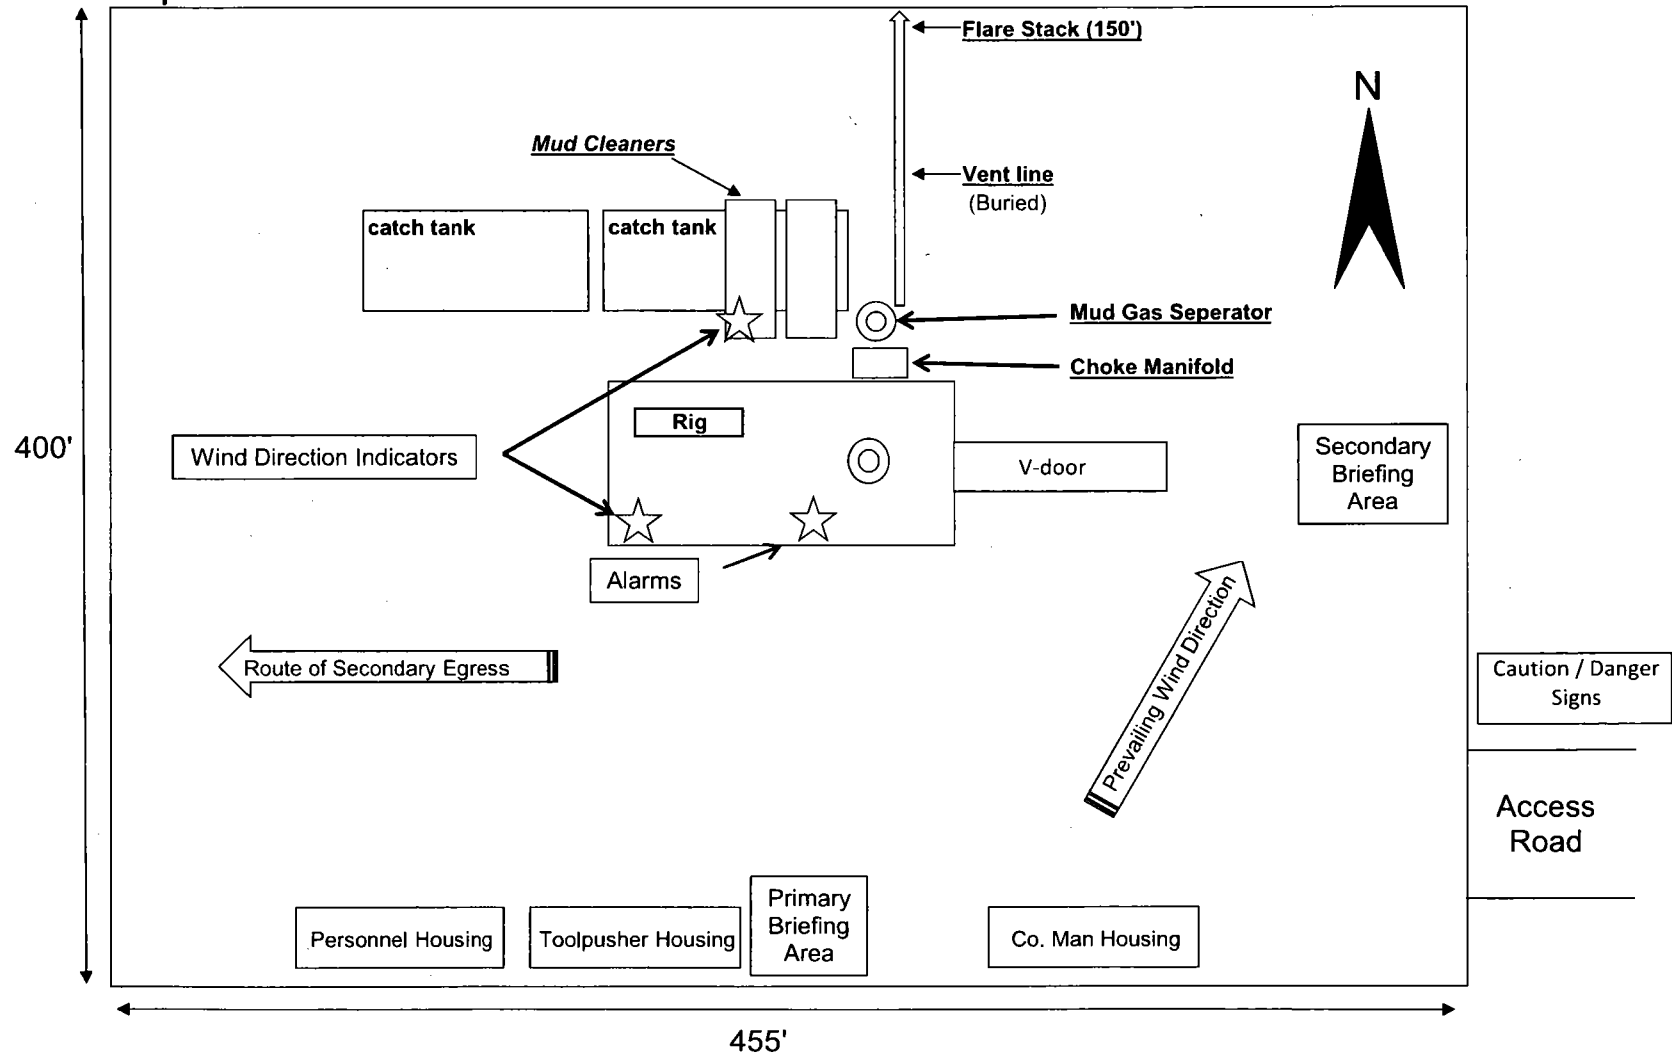 Flare Stack (150')
N
Mud Cleaners
Vent line
(Buried)
catch tank
catch tank
Mud Gas Seperator
Choke Manifold
Rig
400'
Wind Direction Indicators
V-door
Secondary
Briefing
Area
Alarms
Prevailing Wind Direction
Route of Secondary Egress
Caution / Danger
Signs
Access
Road
Primary
Briefing
Area
Personnel Housing
Toolpusher Housing
Co. Man Housing
455'